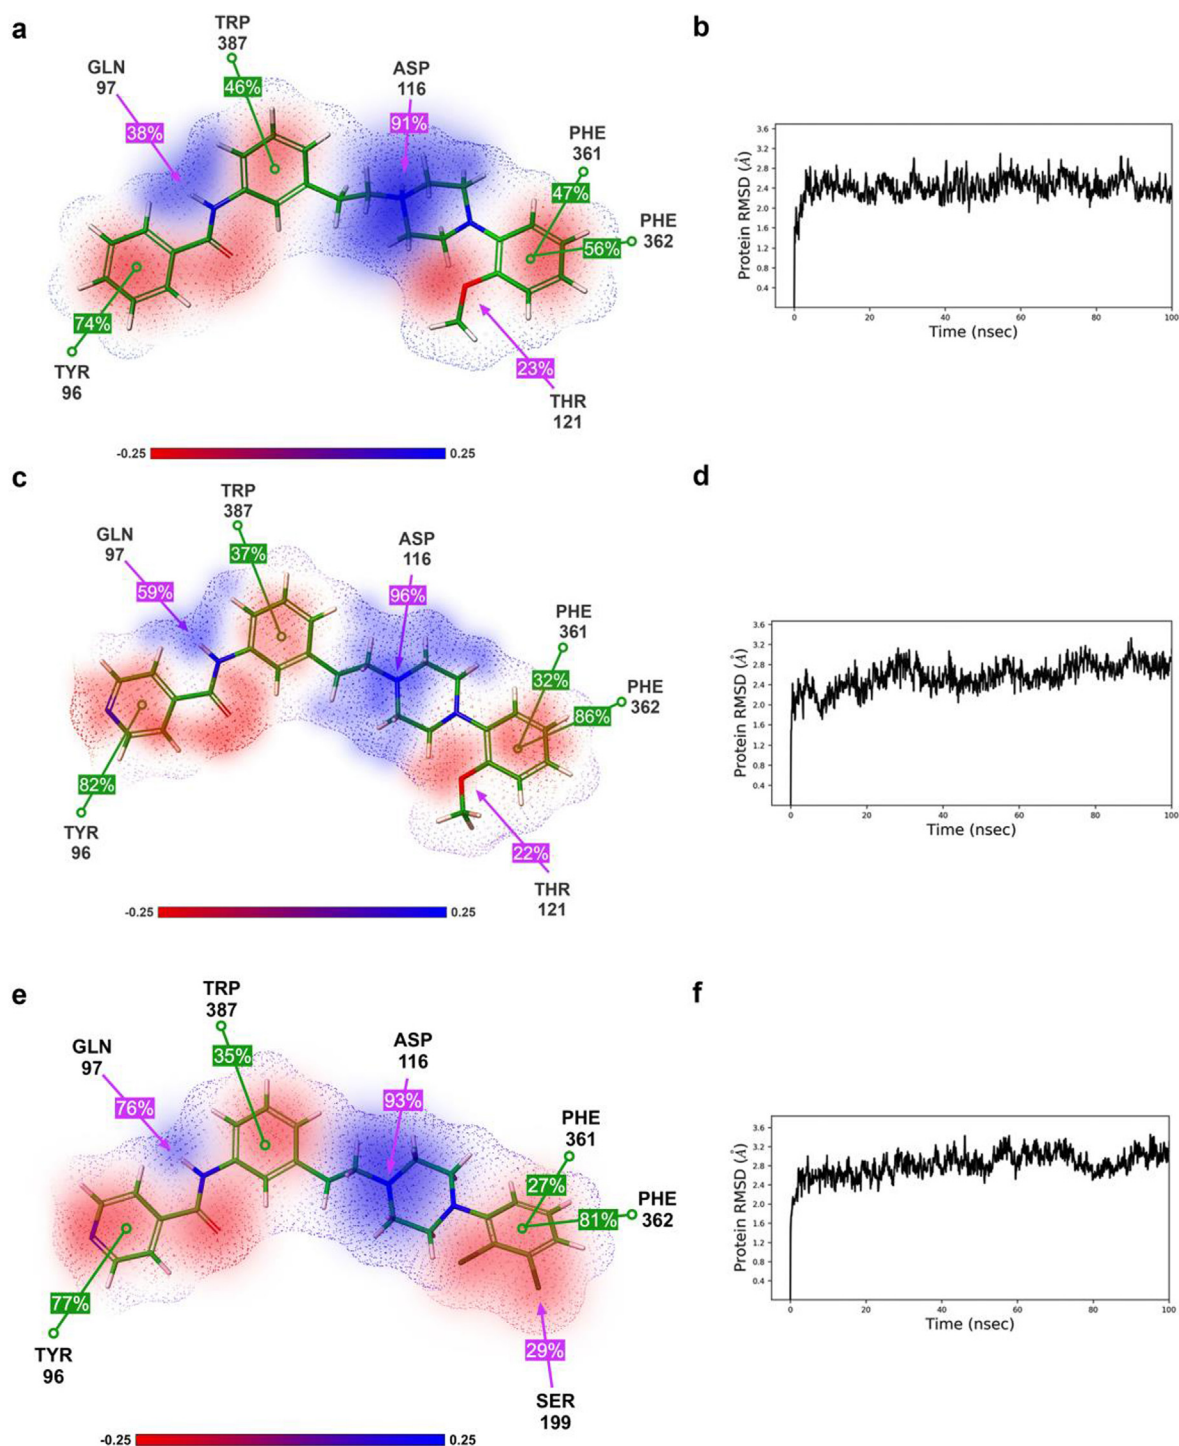 a
TRP
387
GLN
97
46%
ASP
116
38%
91%
PHE
361
47%
PHE
362
56%
74%
TYR
96
23%
THR
121
-0.25
0.25
b
3.6
3.2
2.8
2.4
2.0
1.6
1.2
0.8
0.4
Protein RMSD (Å)
0
20
40
60
80
100
Time (nsec)
c
TRP
387
GLN
97
37%
ASP
116
59%
96%
PHE
361
32%
PHE
362
86%
82%
TYR
96
22%
THR
121
-0.25
0.25
d
3.6
3.2
2.8
2.4
2.0
1.6
1.2
0.8
0.4
Protein RMSD (Å)
0
20
40
60
80
100
Time (nsec)
e
TRP
387
GLN
97
35%
ASP
116
76%
93%
PHE
361
27%
PHE
362
81%
77%
TYR
96
29%
SER
199
-0.25
0.25
f
3.6
3.2
2.8
2.4
2.0
1.6
1.2
0.8
0.4
Protein RMSD (Å)
0
20
40
60
80
100
Time (nsec)